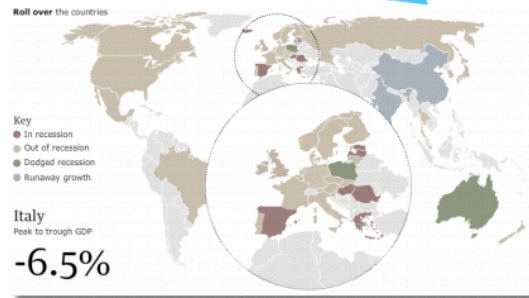 Roll over the countries
Key
In recession
Out of recession
Dodged recession
Runaway growth
Italy
Peak to trough GDP
-6.5%